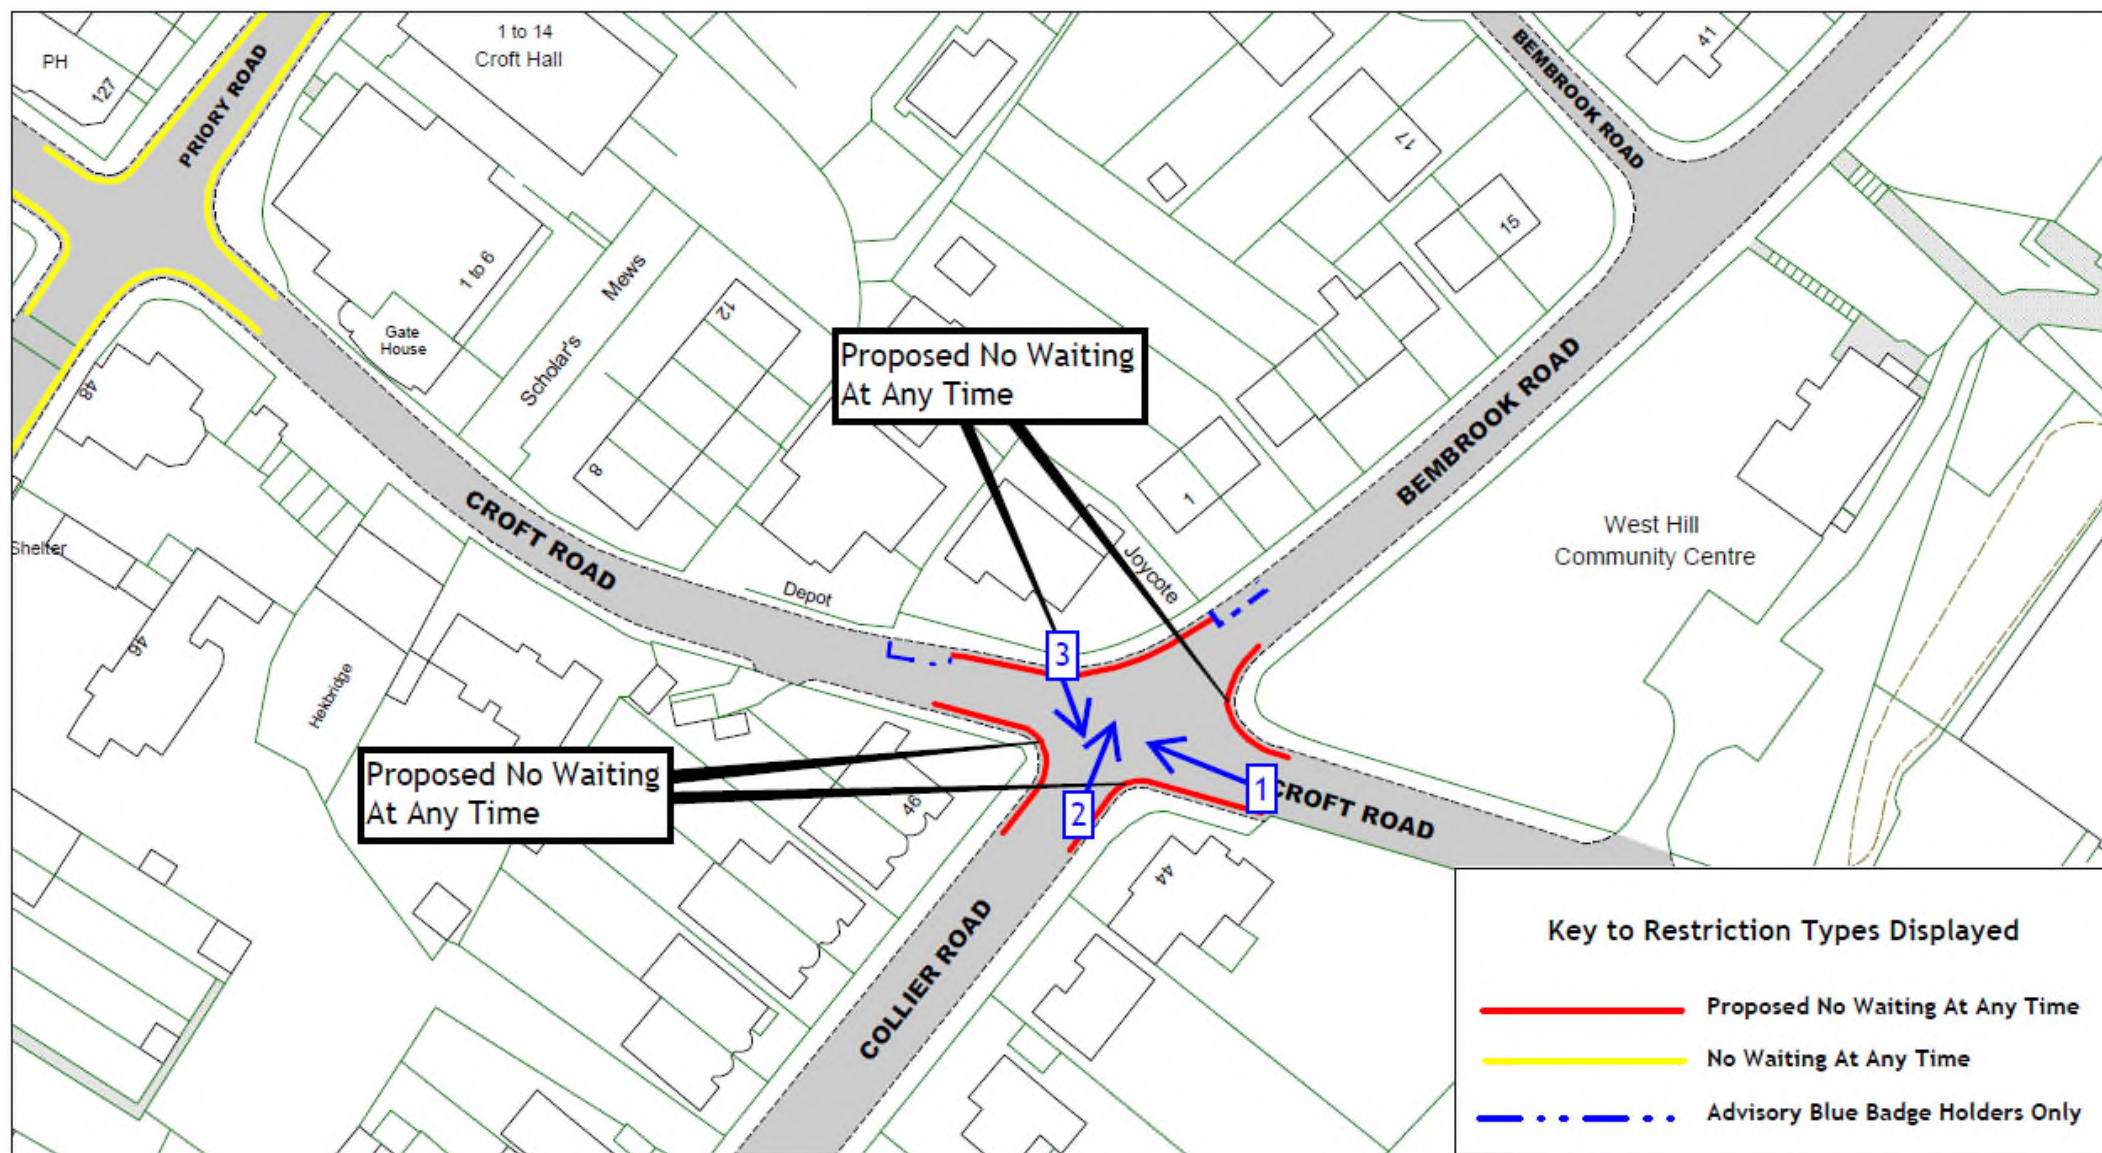 PH
127
PRIORY ROAD
1 to 14
Croft Hall
BEMBROOK ROAD
41
17
15
1 to 6
Scholar's Mews
12
8
Gate
House
48
Proposed No Waiting
At Any Time
BEMBROOK ROAD
West Hill
Community Centre
1
Joycote
CROFT ROAD
Shelter
Depot
46
Hekbridge
3
Proposed No Waiting
At Any Time
46
2
1
CROFT ROAD
44
COLLIER ROAD
Key to Restriction Types Displayed
Proposed No Waiting At Any Time
No Waiting At Any Time
Advisory Blue Badge Holders Only